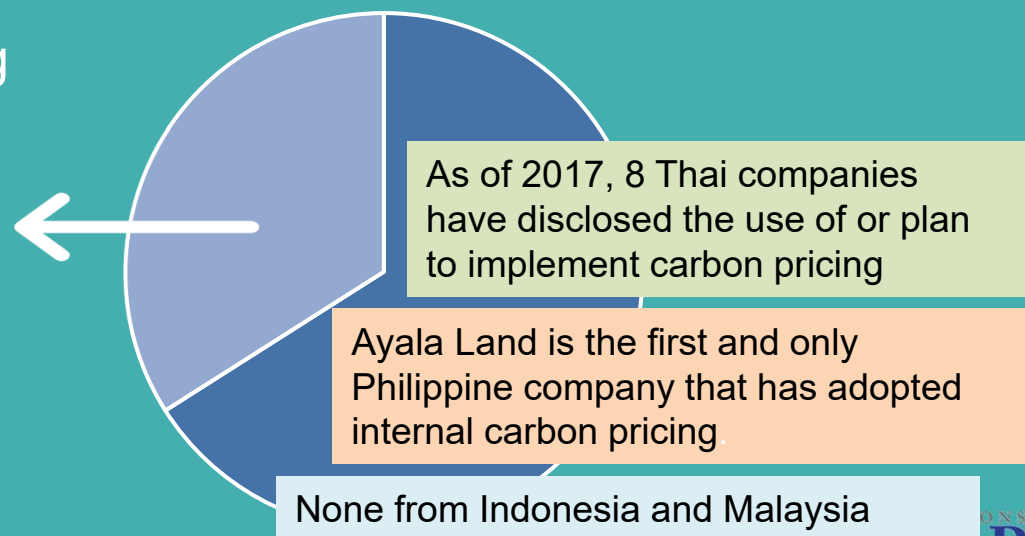 As of 2017, 8 Thai companies
have disclosed the use of or plan
to implement carbon pricing
Ayala Land is the first and only
Philippine company that has adopted
internal carbon pricing.
None from Indonesia and Malaysia